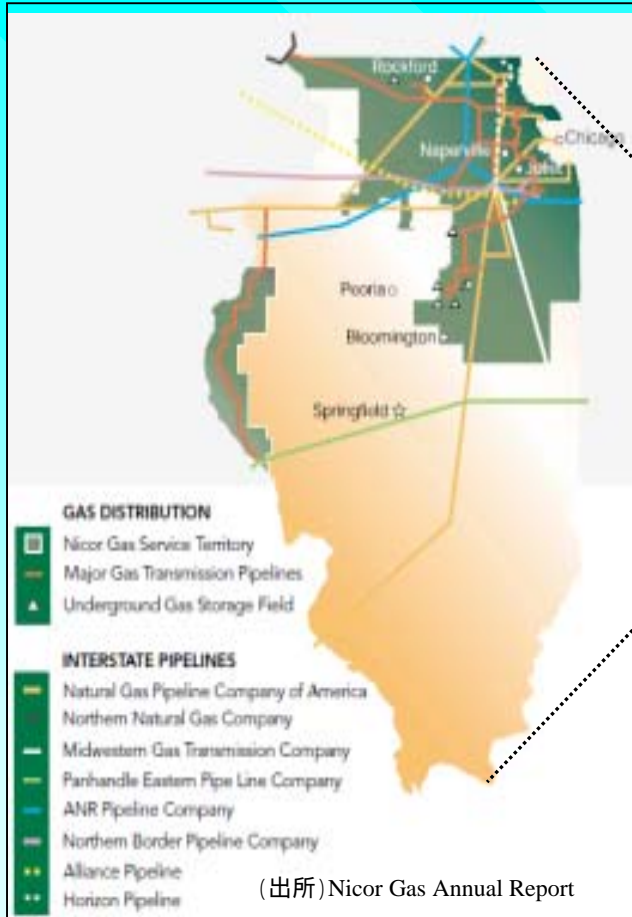 Rockford
Chicago
Naperville
Joliet
Peoria
Bloomington
Springfield
GAS DISTRIBUTION
Nicor Gas Service Territory
Major Gas Transmission Pipelines
Underground Gas Storage Field
INTERSTATE PIPELINES
Natural Gas Pipeline Company of America
Northern Natural Gas Company
Midwestern Gas Transmission Company
Panhandle Eastern Pipe Line Company
ANR Pipeline Company
Northern Border Pipeline Company
Alliance Pipeline
Horizon Pipeline
(出所)Nicor Gas Annual Report